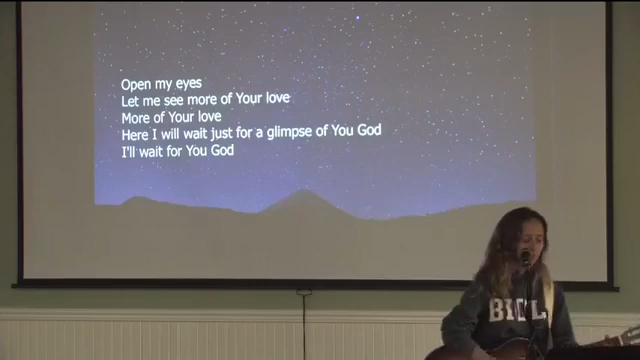 Open my eyes
Let me see more of Your love
More of Your love
Here I will wait just for a glimpse of You God
I'll wait for You God